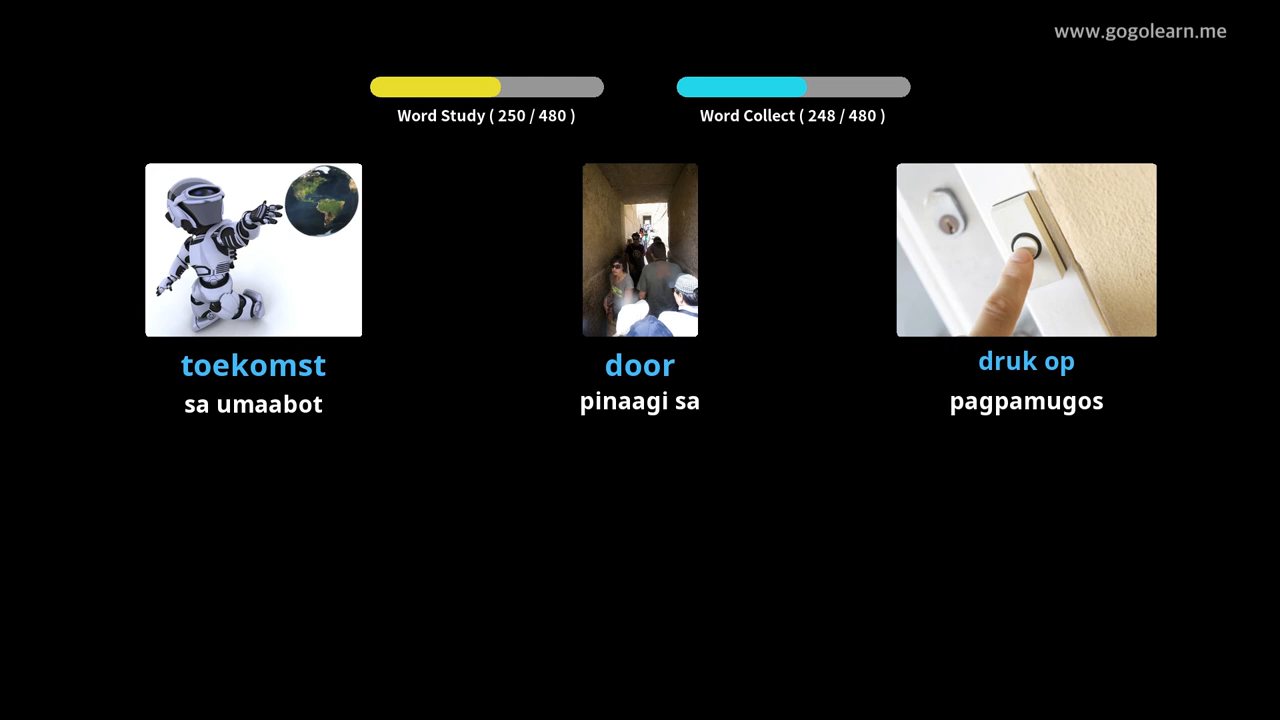 www.gogolearn.me
Word Study ( 250 / 480 )
Word Collect ( 248 / 480 )
toekomst
door
druk op
sa umaabot
pinaagi sa
pagpamugos